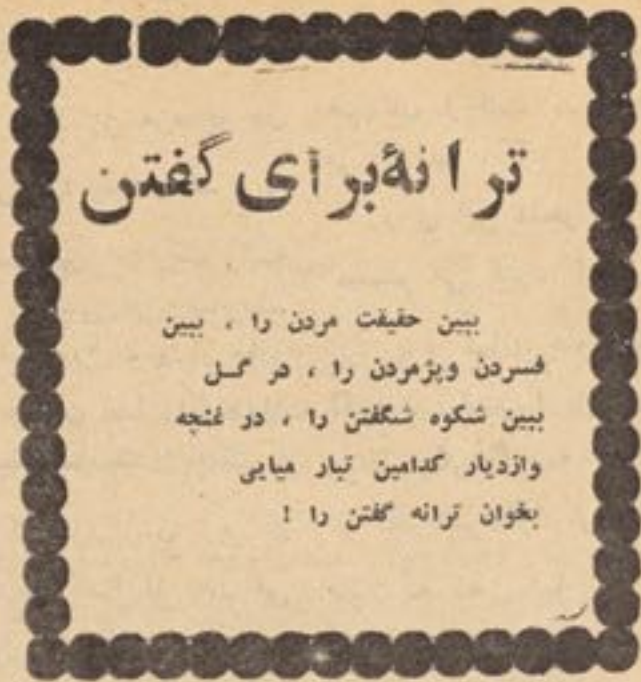 ترانهٔ برای گفتن
ببین حقیقت مردن را ، ببین
فسردن وپژمردن را ، در گل
ببین شکوه شگفتن را ، در غنچه
وازدیار کدامین تبار میایی
بخوان ترانه گفتن را !